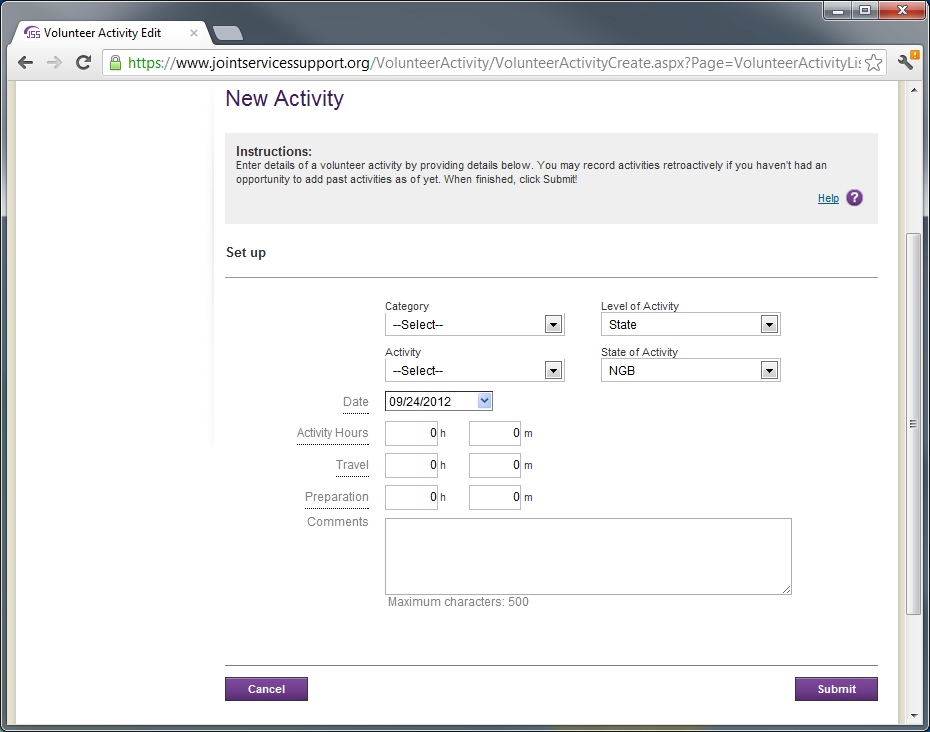 JSS Volunteer Activity Edit
https://www.jointservicessupport.org/VolunteerActivity/VolunteerActivityCreate.aspx?Page=VolunteerActivityLis
New Activity
Instructions:
Enter details of a volunteer activity by providing details below. You may record activities retroactively if you haven't had an
opportunity to add past activities as of yet. When finished, click Submit!
Help ?
Set up
Category Level of Activity
--Select-- State
Activity State of Activity
--Select-- NGB
Date 09/24/2012
Activity Hours 0 h 0 m
Travel 0 h 0 m
Preparation 0 h 0 m
Comments
Maximum characters: 500
Cancel Submit